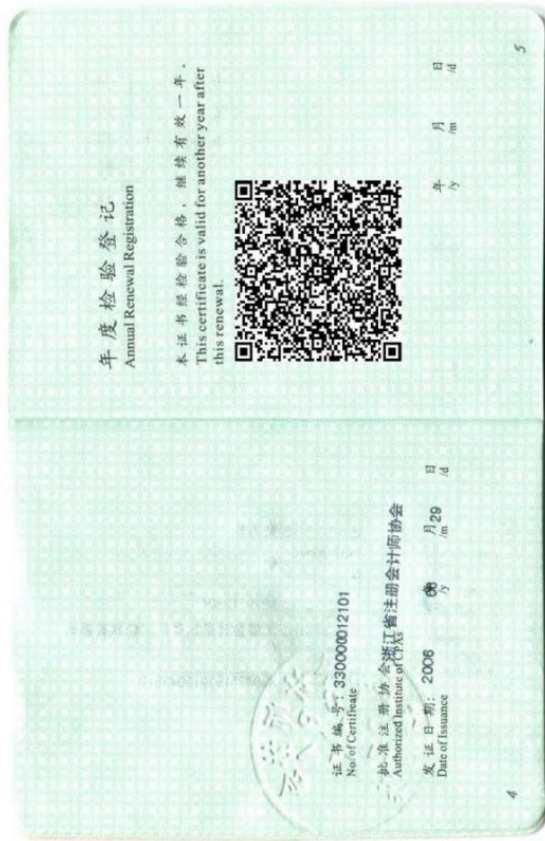 证书编号：330000012101
No. of Certificate
批准注册协会浙江省注册会计师协会
Authorized Institute of CPAs
发证日期：2006 年 月29 日
Date of Issuance /y /m /d
4
年度检验登记
Annual Renewal Registration
本证书经检验合格，继续有效一年。
This certificate is valid for another year after
this renewal.
年 月 日
/y /m /d
5